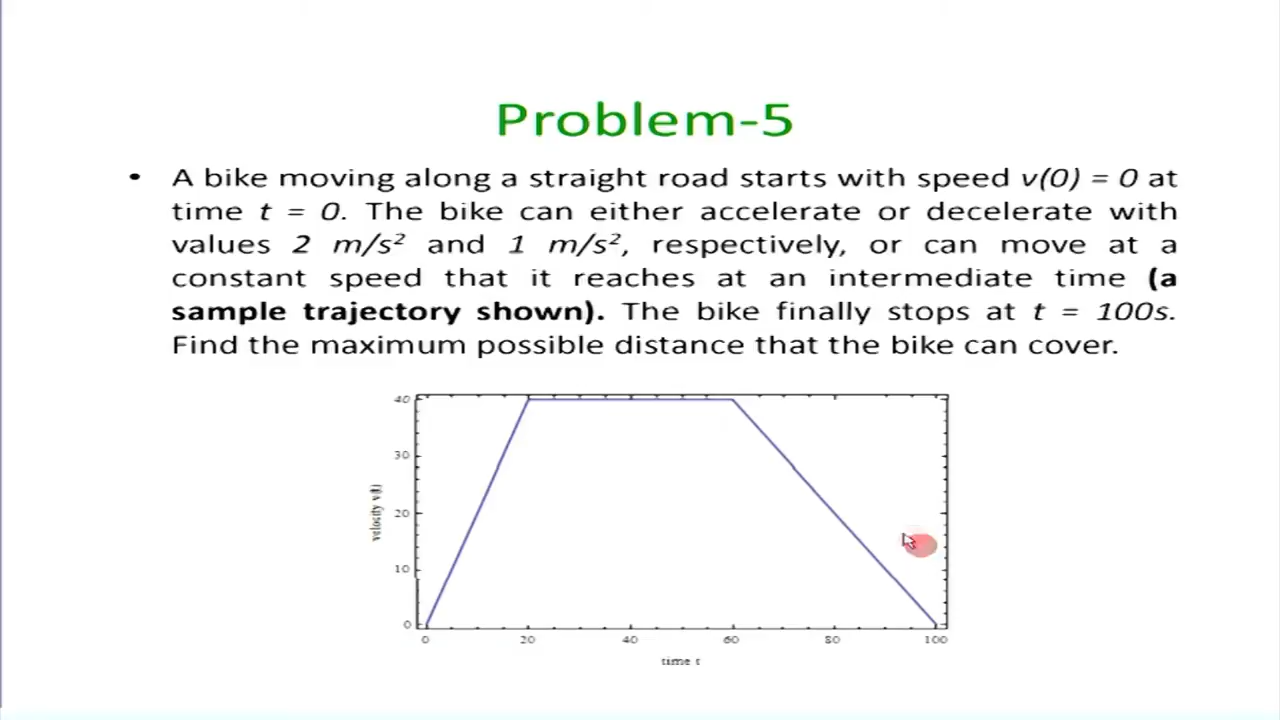 Problem-5
• A bike moving along a straight road starts with speed v(0) = 0 at
time t = 0. The bike can either accelerate or decelerate with
values 2 m/s² and 1 m/s², respectively, or can move at a
constant speed that it reaches at an intermediate time (a
sample trajectory shown). The bike finally stops at t = 100s.
Find the maximum possible distance that the bike can cover.
40
30
20
10
0
velocity v(t)
0 20 40 60 80 100
time t